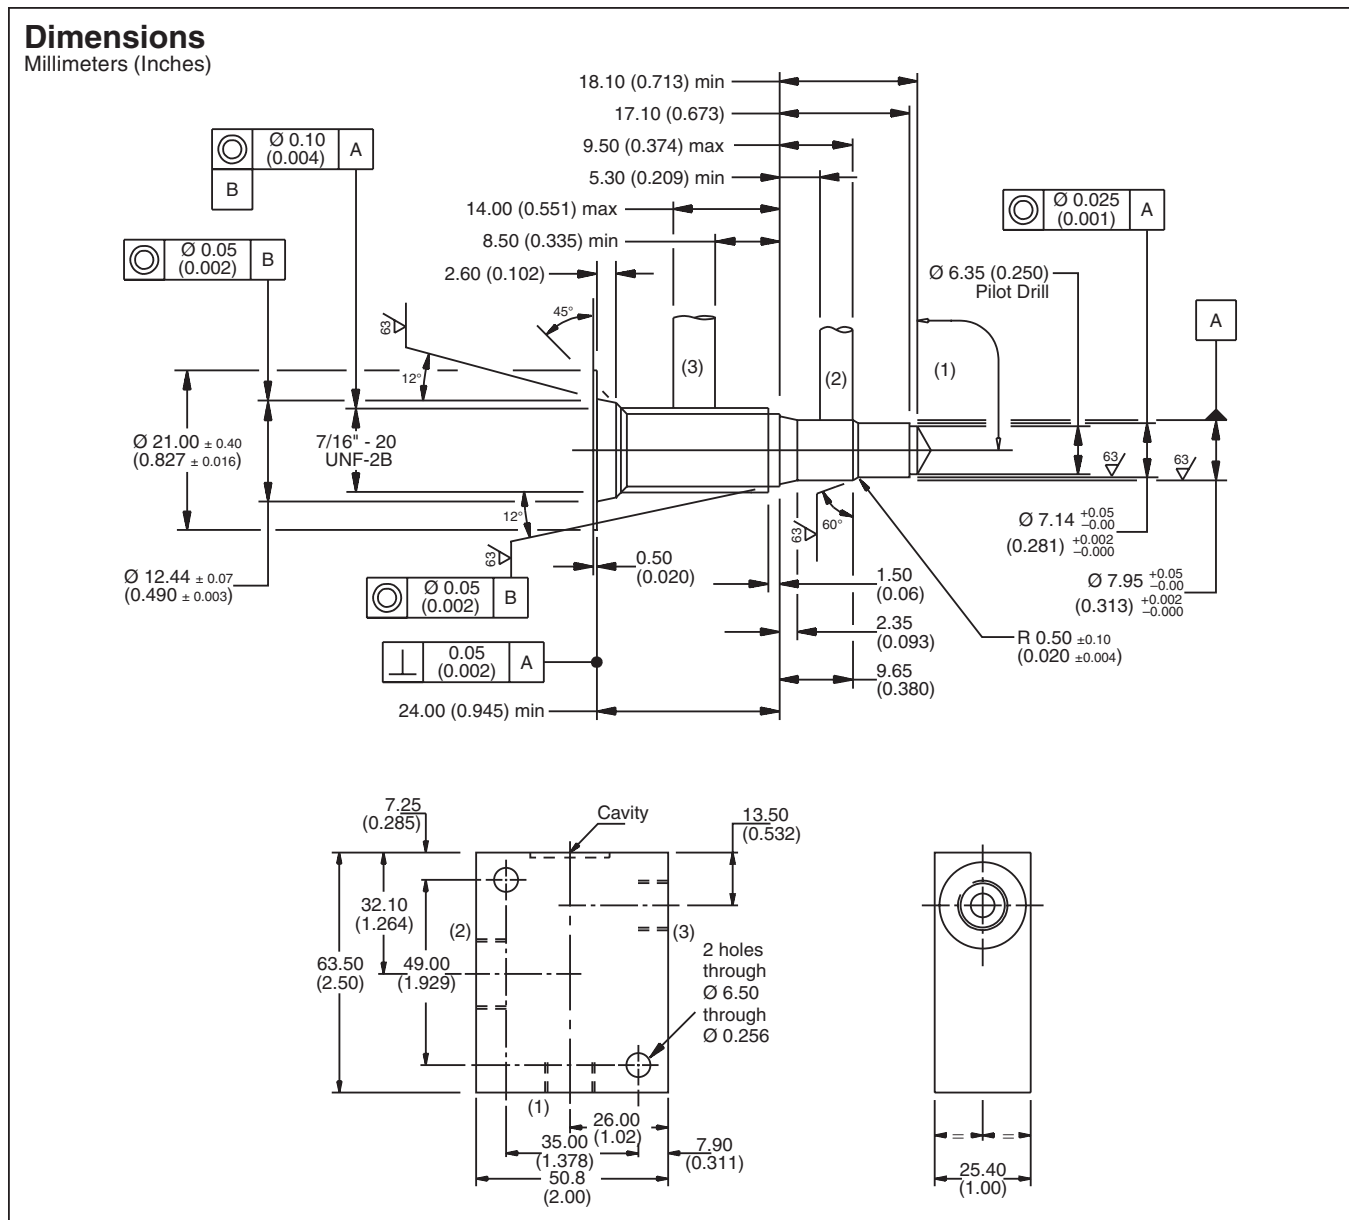 Dimensions
Millimeters (Inches)
18.10 (0.713) min
17.10 (0.673)
9.50 (0.374) max
5.30 (0.209) min
14.00 (0.551) max
8.50 (0.335) min
2.60 (0.102)
Ø 0.10
(0.004)
A
B
Ø 0.05
(0.002)
B
Ø 0.025
(0.001)
A
Ø 6.35 (0.250)
Pilot Drill
A
63
45°
12°
(3)
(2)
(1)
Ø 21.00 ± 0.40
(0.827 ± 0.016)
7/16" - 20
UNF-2B
63
63
12°
63
63
60°
Ø 7.14 +0.05 –0.00
(0.281) +0.002 –0.000
Ø 12.44 ± 0.07
(0.490 ± 0.003)
0.50
(0.020)
1.50
(0.06)
Ø 7.95 +0.05 –0.00
(0.313) +0.002 –0.000
Ø 0.05
(0.002)
B
2.35
(0.093)
R 0.50 ±0.10
(0.020 ±0.004)
0.05
(0.002)
A
9.65
(0.380)
24.00 (0.945) min
7.25
(0.285)
Cavity
13.50
(0.532)
32.10
(1.264)
(2)
(3)
63.50
(2.50)
49.00
(1.929)
2 holes
through
Ø 6.50
through
Ø 0.256
(1)
26.00
(1.02)
35.00
(1.378)
7.90
(0.311)
50.8
(2.00)
= =
25.40
(1.00)